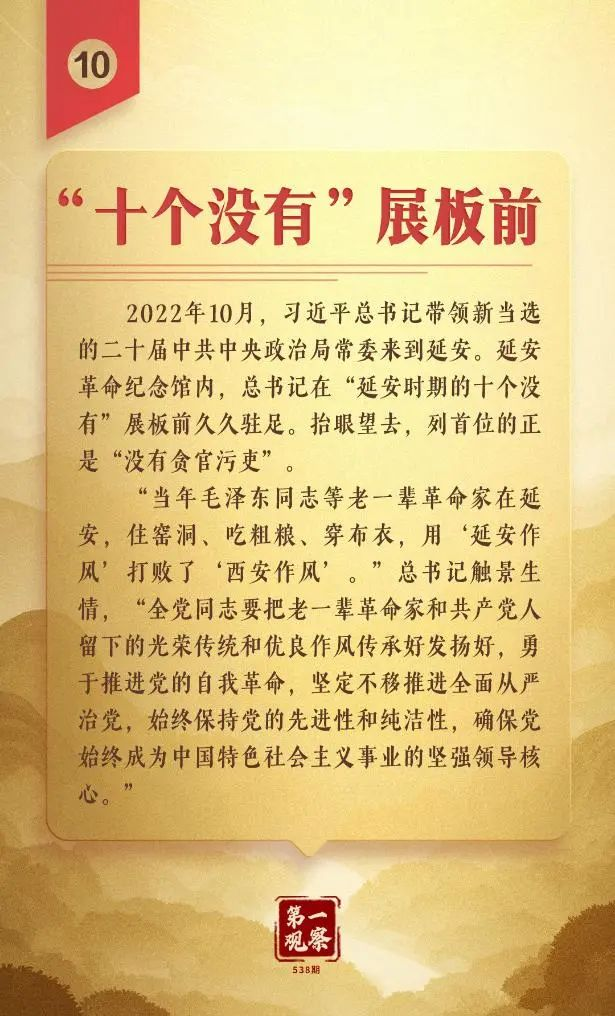 10
“十个没有”展板前
2022年10月，习近平总书记带领新当选
的二十届中共中央政治局常委来到延安。延安
革命纪念馆内，总书记在“延安时期的十个没
有”展板前久久驻足。抬眼望去，列首位的正
是“没有贪官污吏”。
“当年毛泽东同志等老一辈革命家在延
安，住窑洞、吃粗粮、穿布衣，用‘延安作
风’打败了‘西安作风’。”总书记触景生
情，“全党同志要把老一辈革命家和共产党人
留下的光荣传统和优良作风传承好发扬好，勇
于推进党的自我革命，坚定不移推进全面从严
治党，始终保持党的先进性和纯洁性，确保党
始终成为中国特色社会主义事业的坚强领导核
心。”
第一
观察
538期